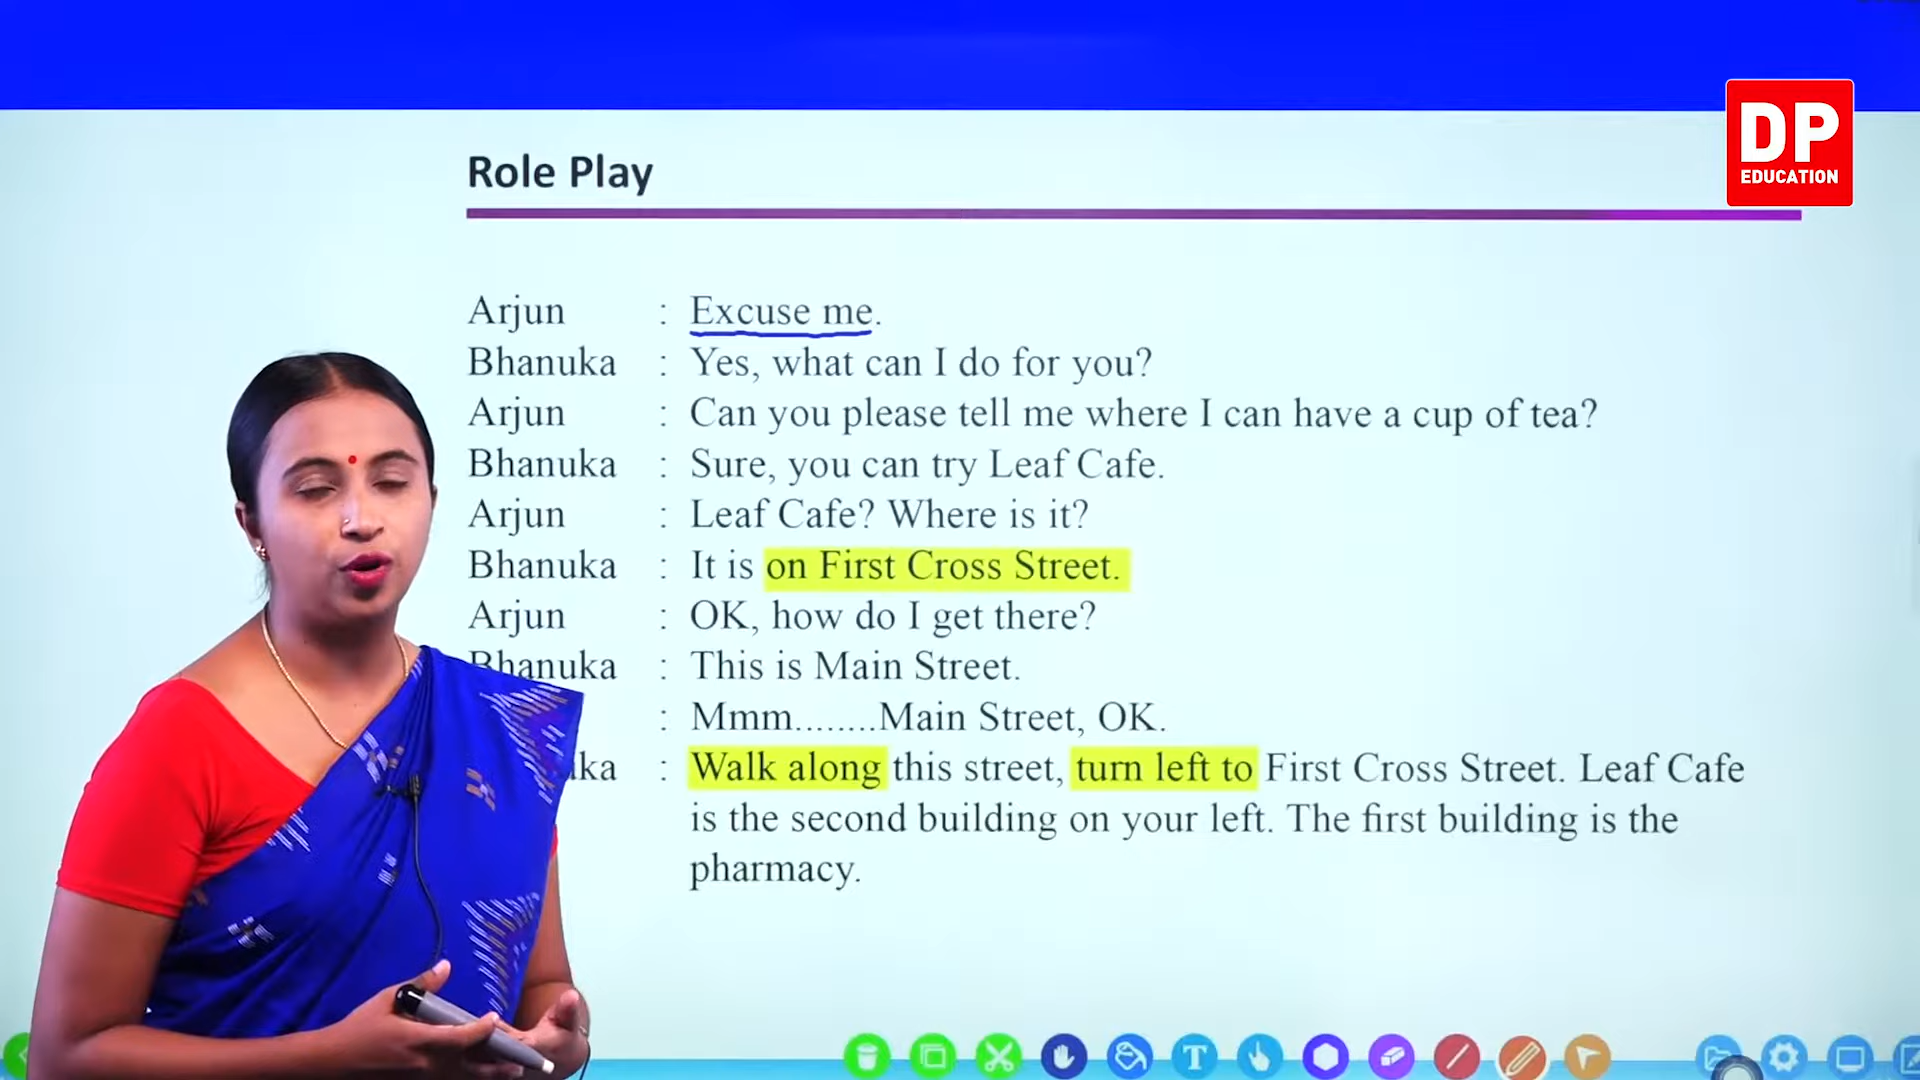 DP
EDUCATION
Role Play
Arjun : Excuse me.
Bhanuka : Yes, what can I do for you?
Arjun : Can you please tell me where I can have a cup of tea?
Bhanuka : Sure, you can try Leaf Cafe.
Arjun : Leaf Cafe? Where is it?
Bhanuka : It is on First Cross Street.
Arjun : OK, how do I get there?
Bhanuka : This is Main Street.
: Mmm........Main Street, OK.
ka : Walk along this street, turn left to First Cross Street. Leaf Cafe
is the second building on your left. The first building is the
pharmacy.
T